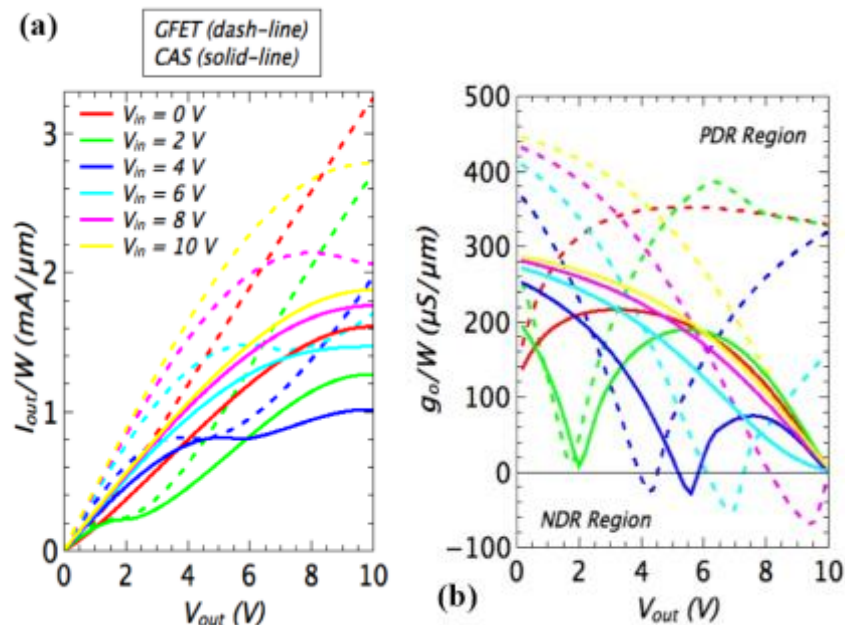 (a)
GFET (dash-line)
CAS (solid-line)
V_in = 0 V
V_in = 2 V
V_in = 4 V
V_in = 6 V
V_in = 8 V
V_in = 10 V
I_out/W (mA/μm)
3
2
1
0
0 2 4 6 8 10
V_out (V)
500
400
300
200
100
0
−100
g_o/W (μS/μm)
PDR Region
NDR Region
0 2 4 6 8 10
(b)
V_out (V)